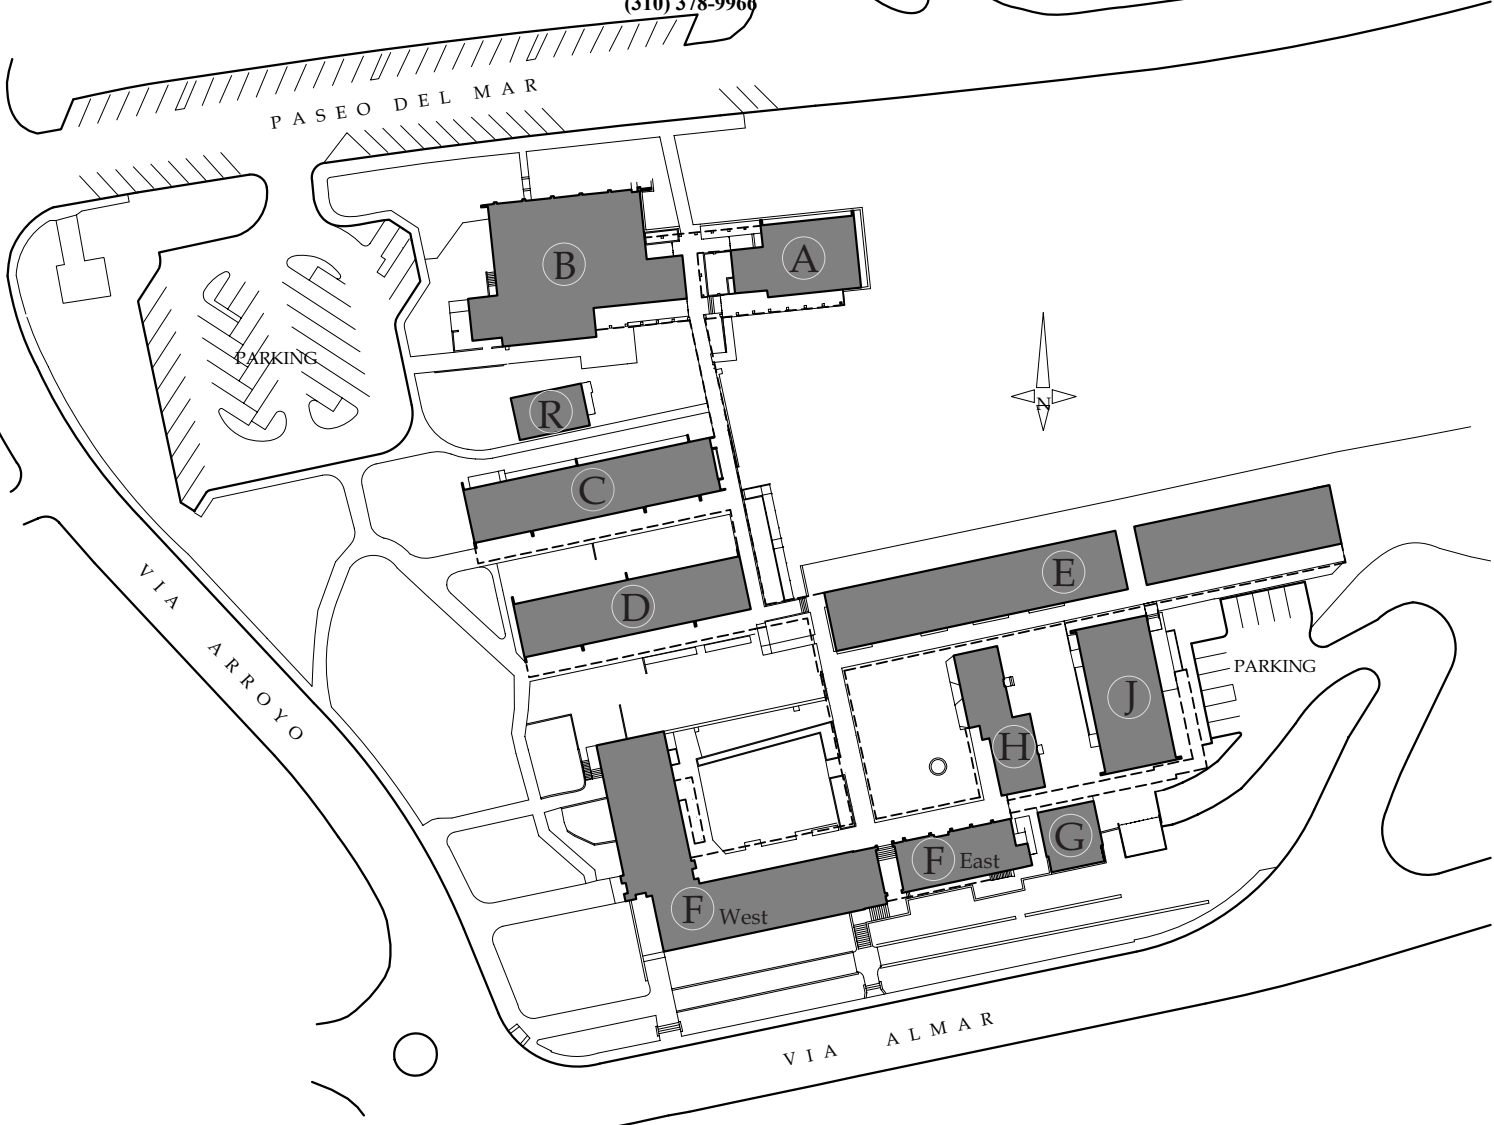 (310) 378-9966
PASEO DEL MAR
B
A
PARKING
R
N
C
E
D
VIA ARROYO
PARKING
J
H
G
F East
F West
VIA ALMAR